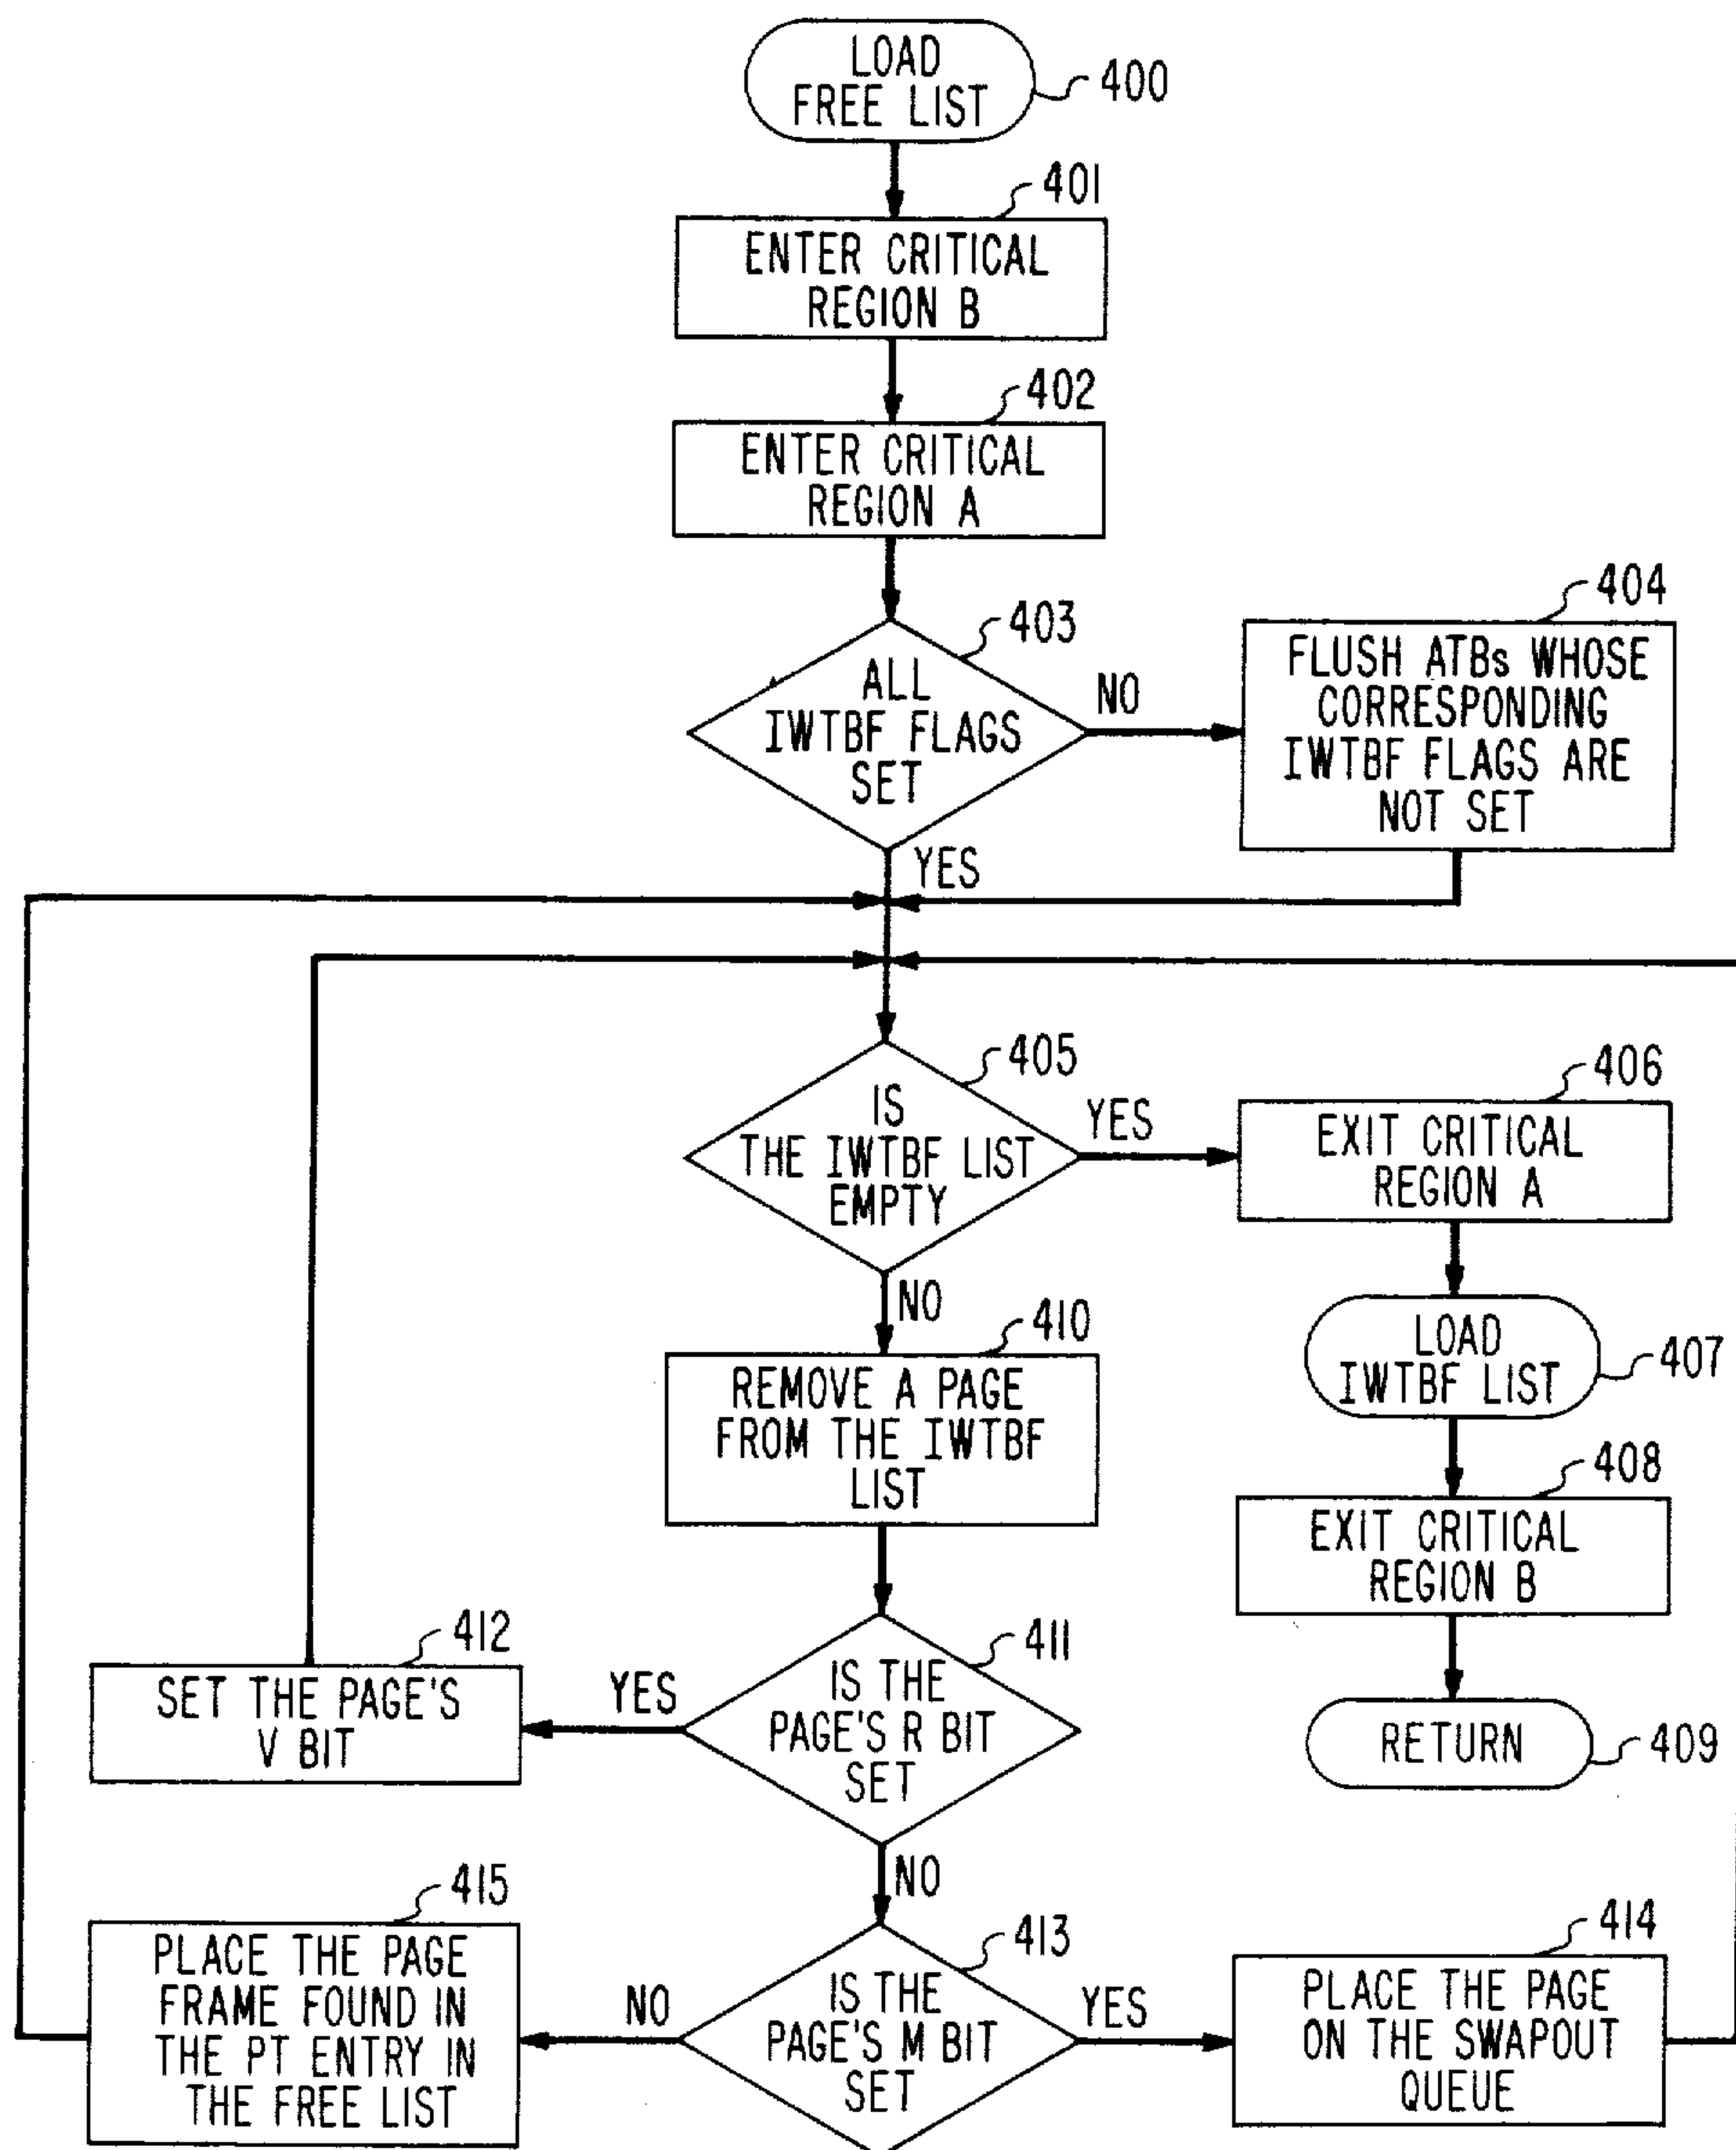 LOAD
FREE LIST
400
401
ENTER CRITICAL
REGION B
402
ENTER CRITICAL
REGION A
403
ALL
IWTBF FLAGS
SET
NO
404
FLUSH ATBs WHOSE
CORRESPONDING
IWTBF FLAGS ARE
NOT SET
YES
405
IS
THE IWTBF LIST
EMPTY
YES
406
EXIT CRITICAL
REGION A
NO
LOAD
IWTBF LIST
407
410
REMOVE A PAGE
FROM THE IWTBF
LIST
408
EXIT CRITICAL
REGION B
411
IS THE
PAGE'S R BIT
SET
YES
412
SET THE PAGE'S
V BIT
RETURN
409
NO
413
IS THE
PAGE'S M BIT
SET
NO
415
PLACE THE PAGE
FRAME FOUND IN
THE PT ENTRY IN
THE FREE LIST
YES
414
PLACE THE PAGE
ON THE SWAPOUT
QUEUE